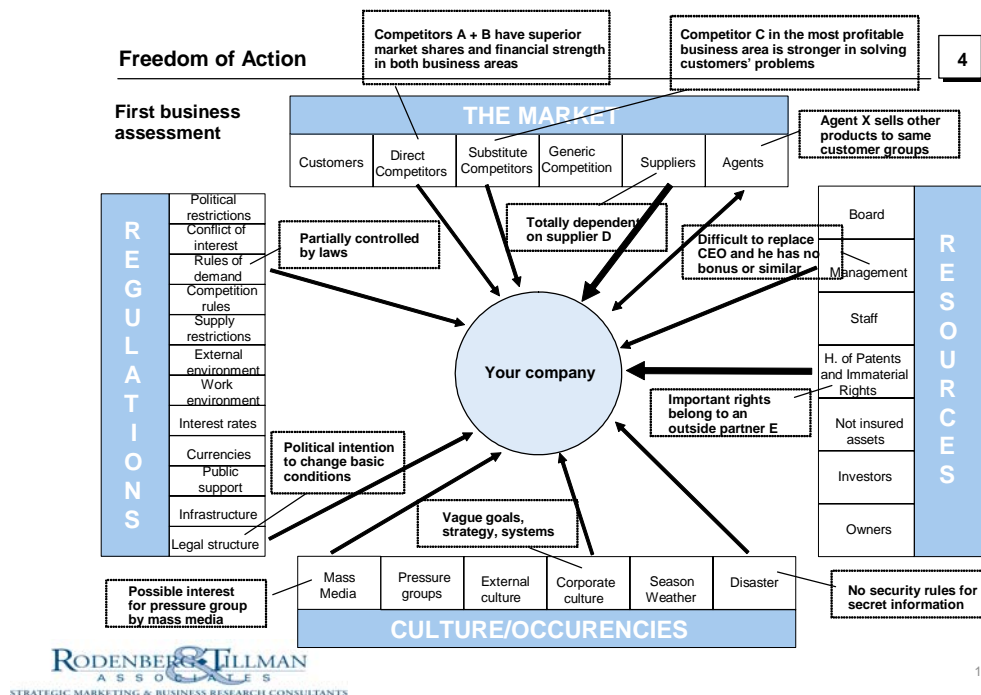 Competitors A + B have superior
market shares and financial strength
in both business areas
Competitor C in the most profitable
business area is stronger in solving
customers' problems
Freedom of Action
4
First business
assessment
THE MARKET
Agent X sells other
products to same
customer groups
Customers
Direct
Competitors
Substitute
Competitors
Generic
Competition
Suppliers
Agents
REGULATIONS
Political
restrictions
Conflict of
interest
Rules of
demand
Competition
rules
Supply
restrictions
External
environment
Work
environment
Interest rates
Currencies
Public
support
Infrastructure
Legal structure
Partially controlled
by laws
Totally dependent
on supplier D
Difficult to replace
CEO and he has no
bonus or similar
Board
Management
Staff
H. of Patents
and Immaterial
Rights
Not insured
assets
Investors
Owners
RESOURCES
Your company
Important rights
belong to an
outside partner E
Political intention
to change basic
conditions
Vague goals,
strategy, systems
Possible interest
for pressure group
by mass media
Mass
Media
Pressure
groups
External
culture
Corporate
culture
Season
Weather
Disaster
No security rules for
secret information
CULTURE/OCCURENCIES
RODENBERG & TILLMAN
ASSOCIATES
STRATEGIC MARKETING & BUSINESS RESEARCH CONSULTANTS
1